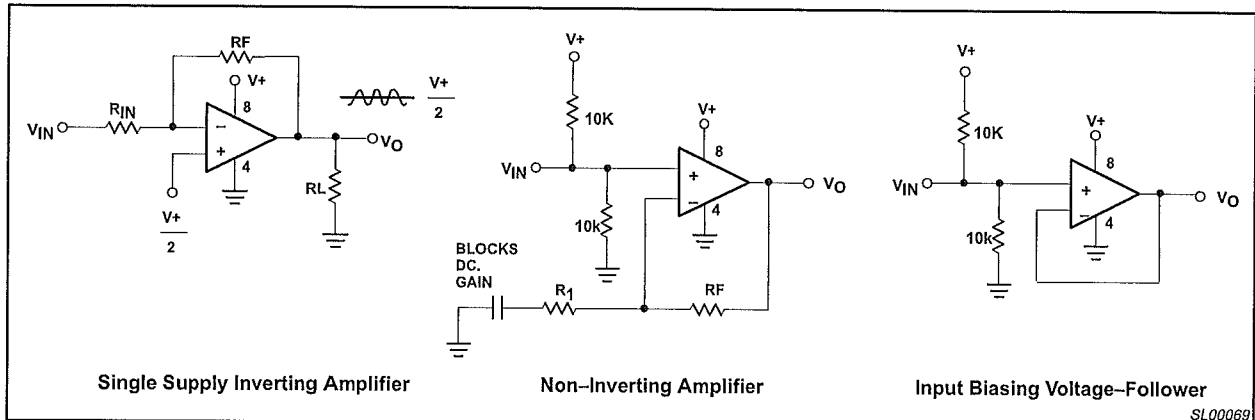 RF
V+
8
V+
2
RIN
VIN
−
+
4
VO
RL
V+
2
Single Supply Inverting Amplifier
V+
10K
V+
8
VIN
+
−
4
VO
10k
BLOCKS
DC.
GAIN
R1
RF
Non–Inverting Amplifier
V+
10K
V+
8
VIN
+
−
4
VO
10k
Input Biasing Voltage–Follower
SL00069